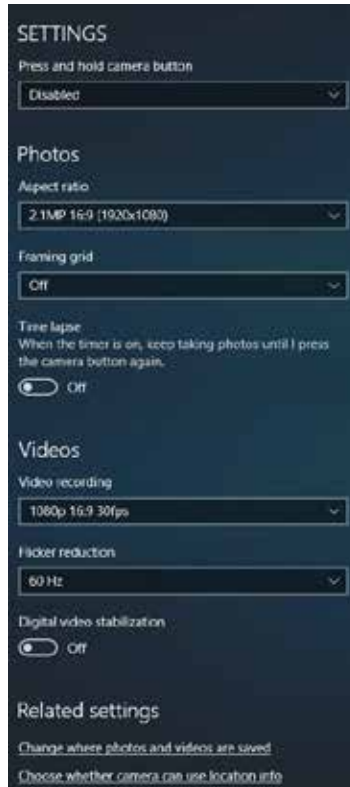 SETTINGS
Press and hold camera button
Disabled
Photos
Aspect ratio
2.1MP 16:9 (1920x1080)
Framing grid
Off
Time lapse
When the timer is on, keep taking photos until I press
the camera button again.
Off
Videos
Video recording
1080p 16:9 30fps
Flicker reduction
60 Hz
Digital video stabilization
Off
Related settings
Change where photos and videos are saved
Choose whether camera can use location info